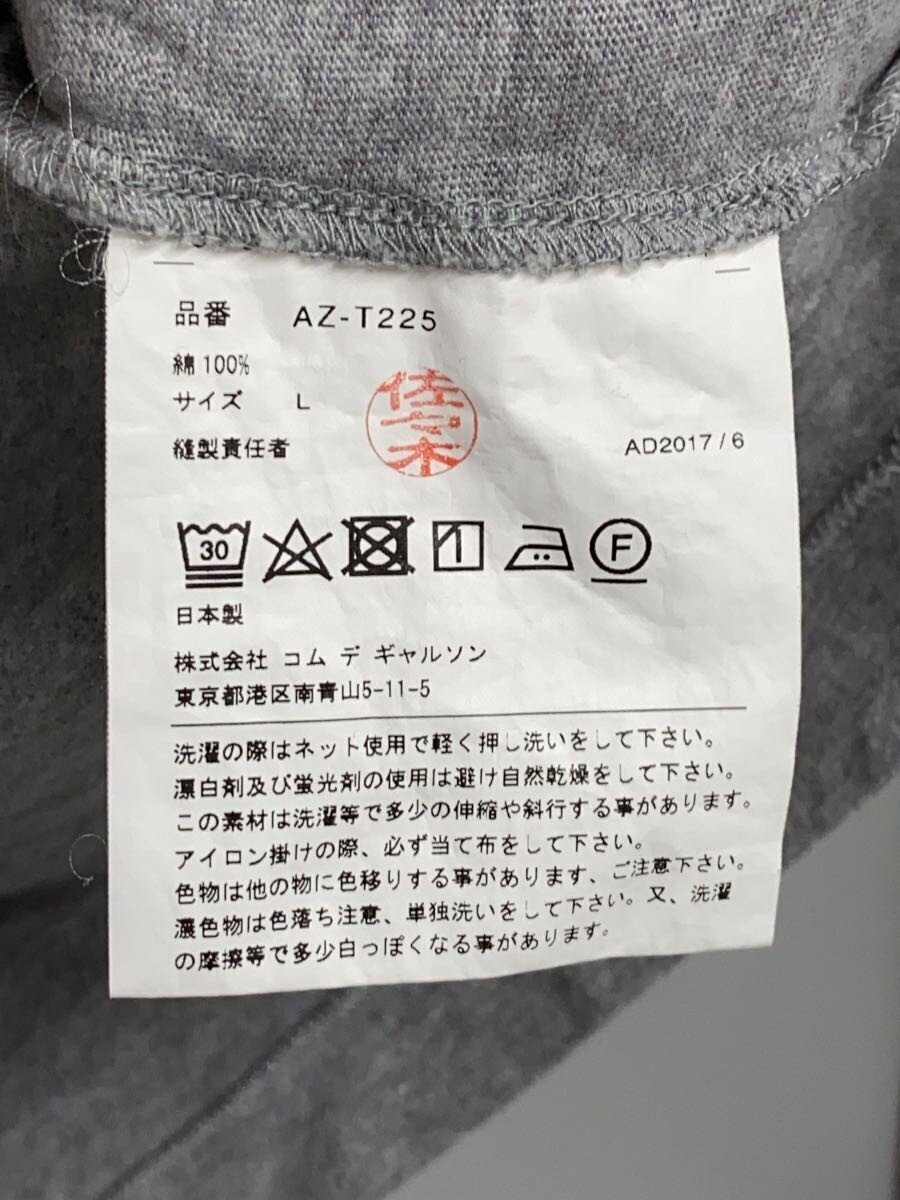 品番 AZ-T225
綿 100%
サイズ L
縫製責任者 佐々木 AD2017/6
30 F
日本製
株式会社 コム デ ギャルソン
東京都港区南青山5-11-5
洗濯の際はネット使用で軽く押し洗いをして下さい。
漂白剤及び蛍光剤の使用は避け自然乾燥をして下さい。
この素材は洗濯等で多少の伸縮や斜行する事があります。
アイロン掛けの際、必ず当て布をして下さい。
色物は他の物に色移りする事があります、ご注意下さい。
濃色物は色落ち注意、単独洗いをして下さい。又、洗濯
の摩擦等で多少白っぽくなる事があります。